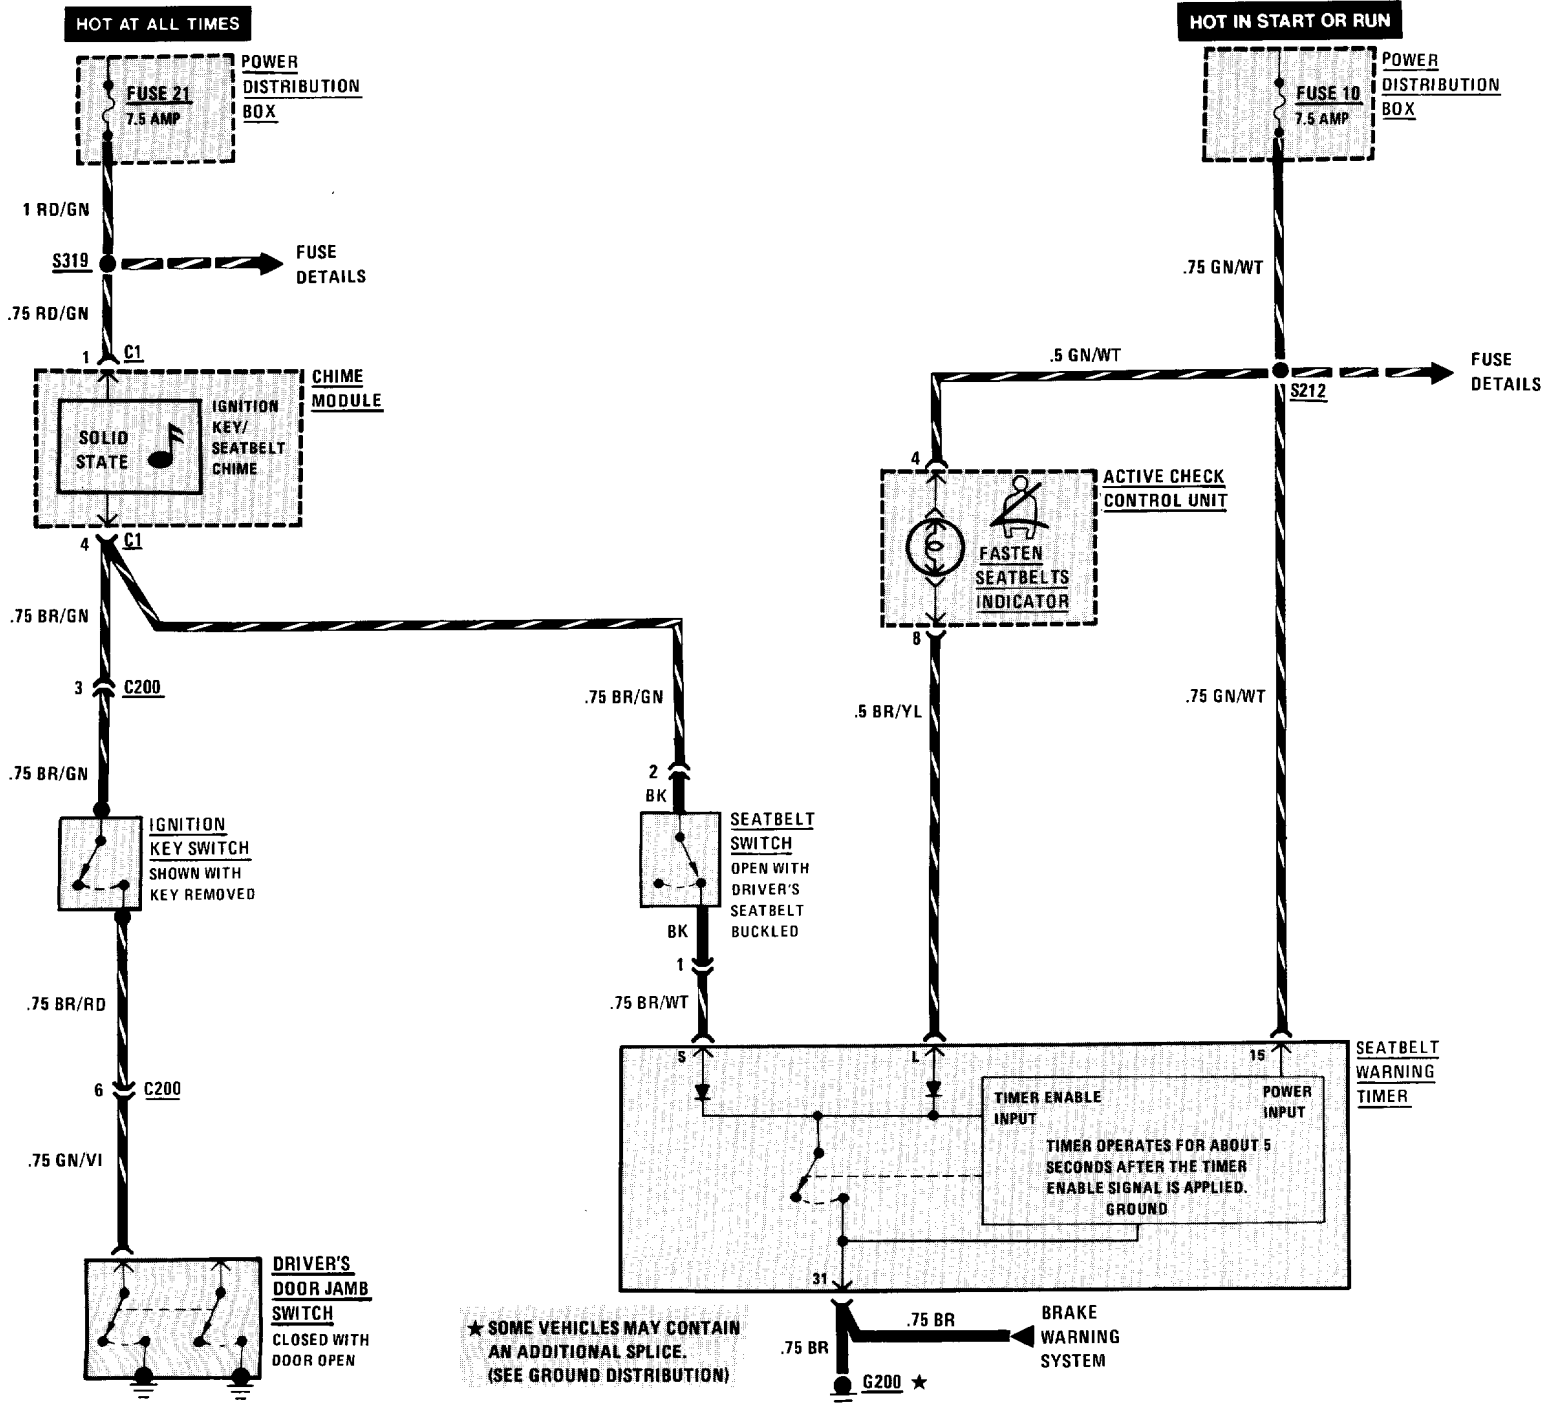 HOT AT ALL TIMES
POWER
DISTRIBUTION
BOX
FUSE 21
7.5 AMP
1 RD/GN
S319
FUSE
DETAILS
.75 RD/GN
1
C1
CHIME
MODULE
SOLID
STATE
IGNITION
KEY/
SEATBELT
CHIME
4
C1
.75 BR/GN
3
C200
.75 BR/GN
IGNITION
KEY SWITCH
SHOWN WITH
KEY REMOVED
.75 BR/RD
6
C200
.75 GN/VI
DRIVER'S
DOOR JAMB
SWITCH
CLOSED WITH
DOOR OPEN
.75 BR/GN
2
BK
SEATBELT
SWITCH
OPEN WITH
DRIVER'S
SEATBELT
BUCKLED
BK
1
.75 BR/WT
HOT IN START OR RUN
POWER
DISTRIBUTION
BOX
FUSE 10
7.5 AMP
.75 GN/WT
.5 GN/WT
S212
FUSE
DETAILS
4
ACTIVE CHECK
CONTROL UNIT
FASTEN
SEATBELTS
INDICATOR
8
.5 BR/YL
.75 GN/WT
S
L
15
SEATBELT
WARNING
TIMER
TIMER ENABLE
INPUT
POWER
INPUT
TIMER OPERATES FOR ABOUT 5
SECONDS AFTER THE TIMER
ENABLE SIGNAL IS APPLIED.
GROUND
31
.75 BR
.75 BR
BRAKE
WARNING
SYSTEM
G200 ★
★ SOME VEHICLES MAY CONTAIN
AN ADDITIONAL SPLICE.
(SEE GROUND DISTRIBUTION)